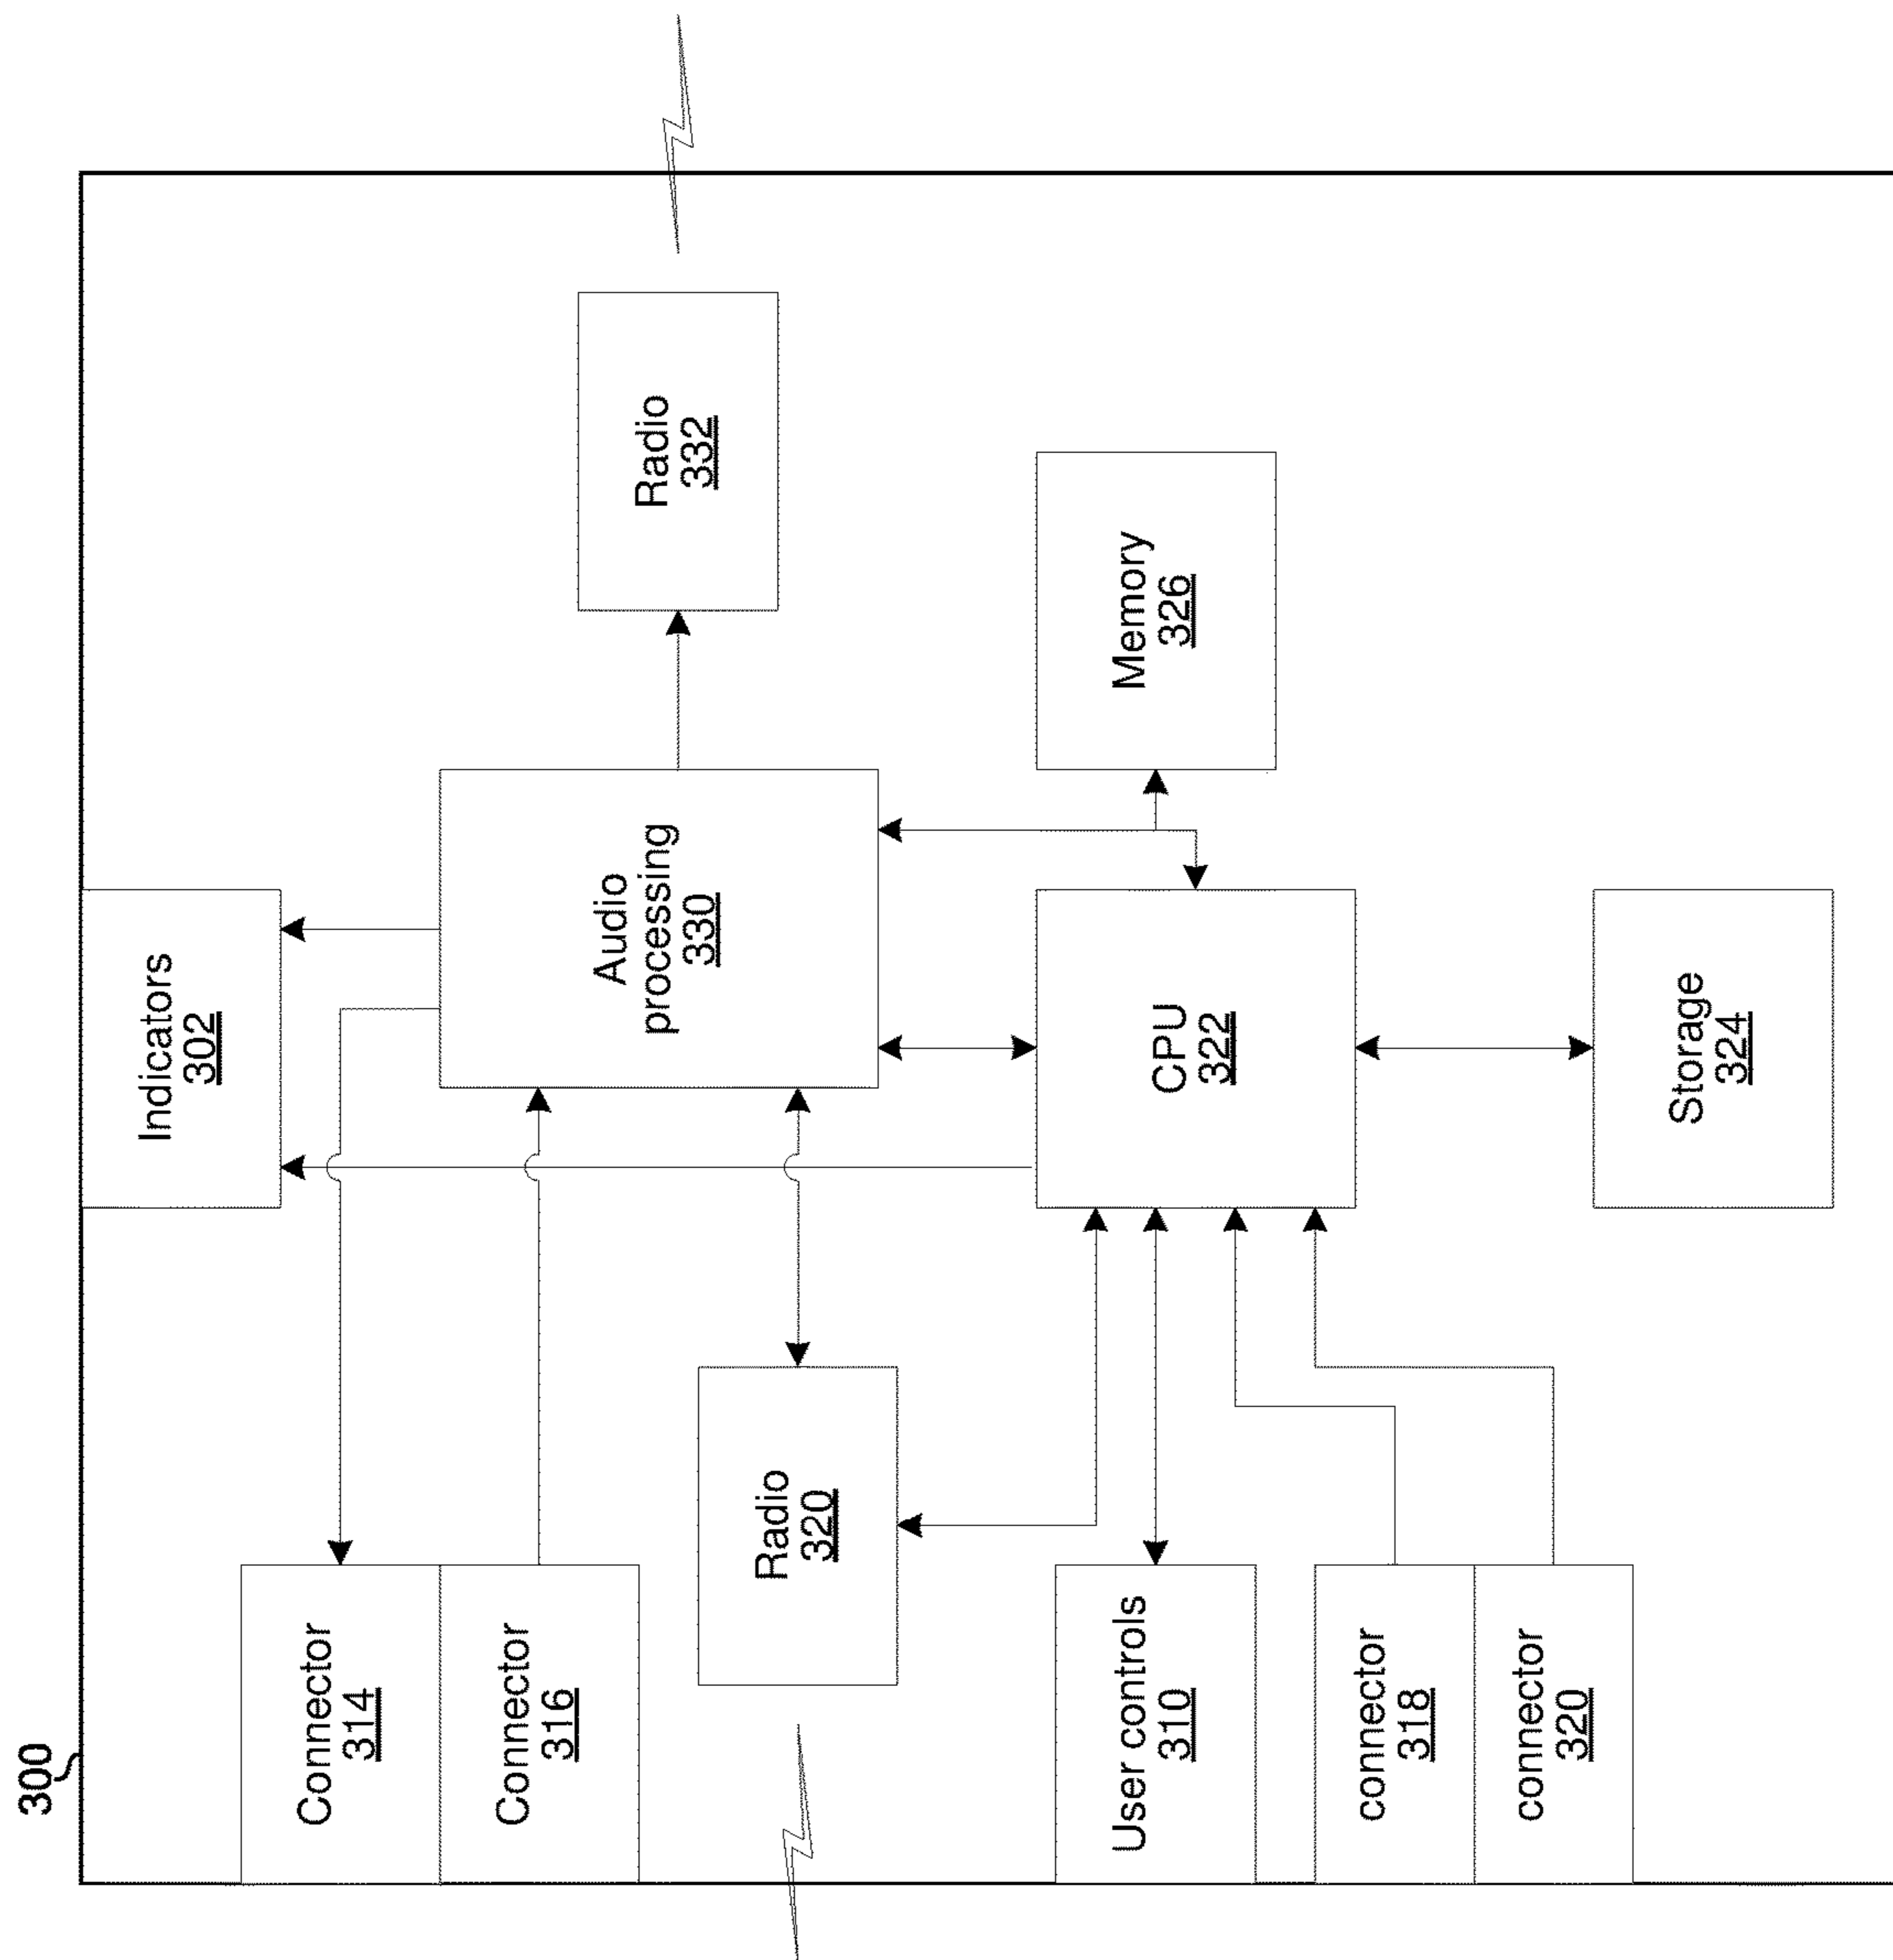 300
Indicators
302
Connector
314
Connector
316
Audio
processing
330
Radio
332
Radio
320
User controls
310
CPU
322
Memory
326
connector
318
connector
320
Storage
324